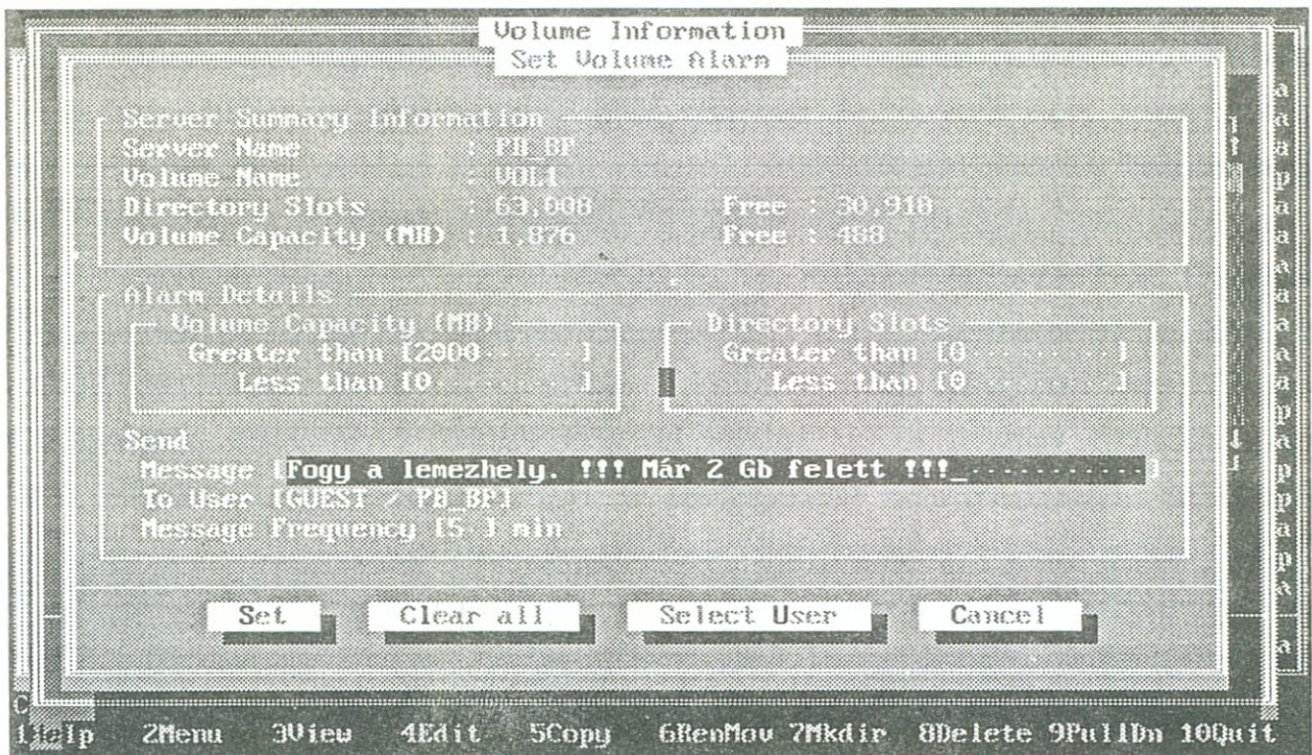 Volume Information
Set Volume Alarm
Server Summary Information
Server Name : PB_BP
Volume Name : VOL1
Directory Slots : 63,008 Free : 30,910
Volume Capacity (MB) : 1,876 Free : 488
Alarm Details
Volume Capacity (MB) Directory Slots
Greater than [2000·······] Greater than [0··········]
Less than [0··········] Less than [0··········]
Send
Message [Fogy a lemezhely. !!! Már 2 Gb felett !!!_ ···········]
To User [GUEST / PB_BP]
Message Frequency [5·] min
Set Clear all Select User Cancel
C
1Help 2Menu 3View 4Edit 5Copy 6RenMov 7Mkdir 8Delete 9PullDn 10Quit